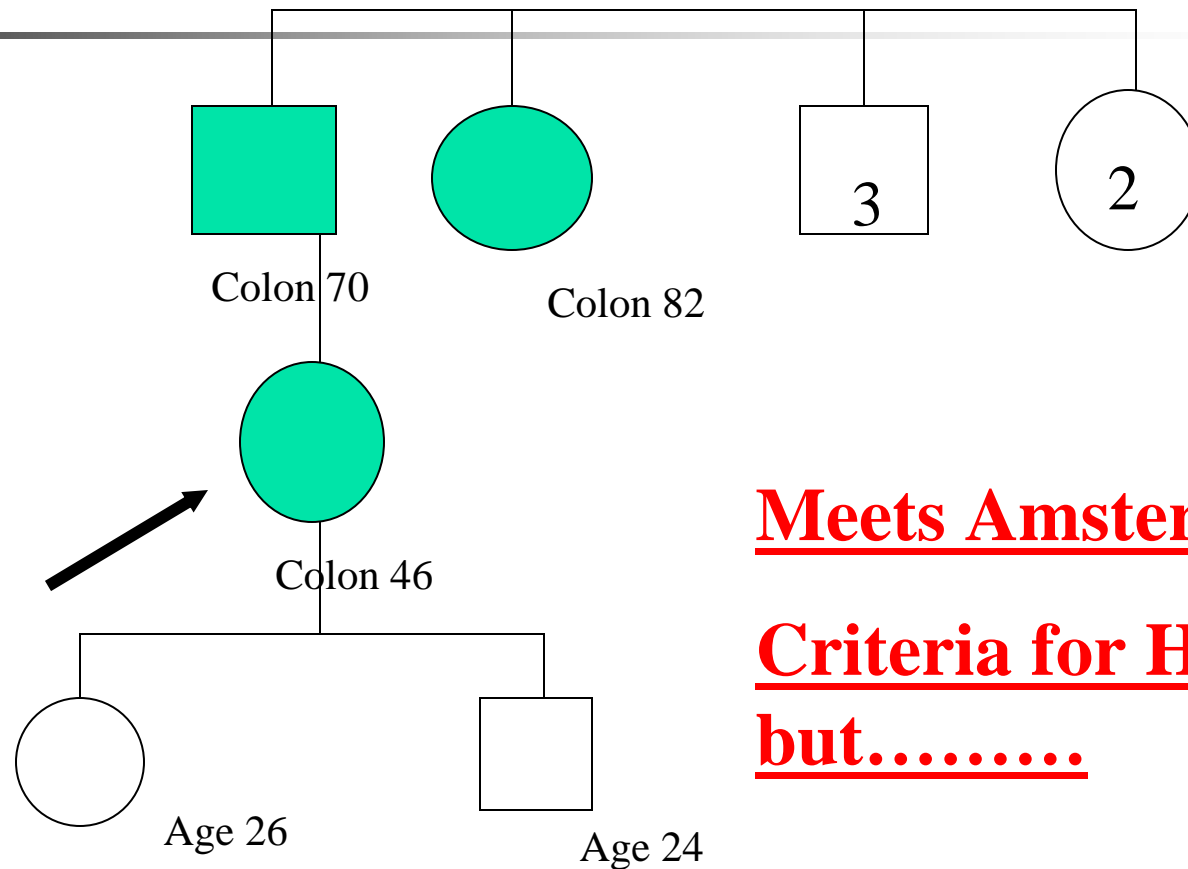 3
2
Colon 70
Colon 82
Colon 46
Meets Amster
Criteria for H
but.........
Age 26
Age 24